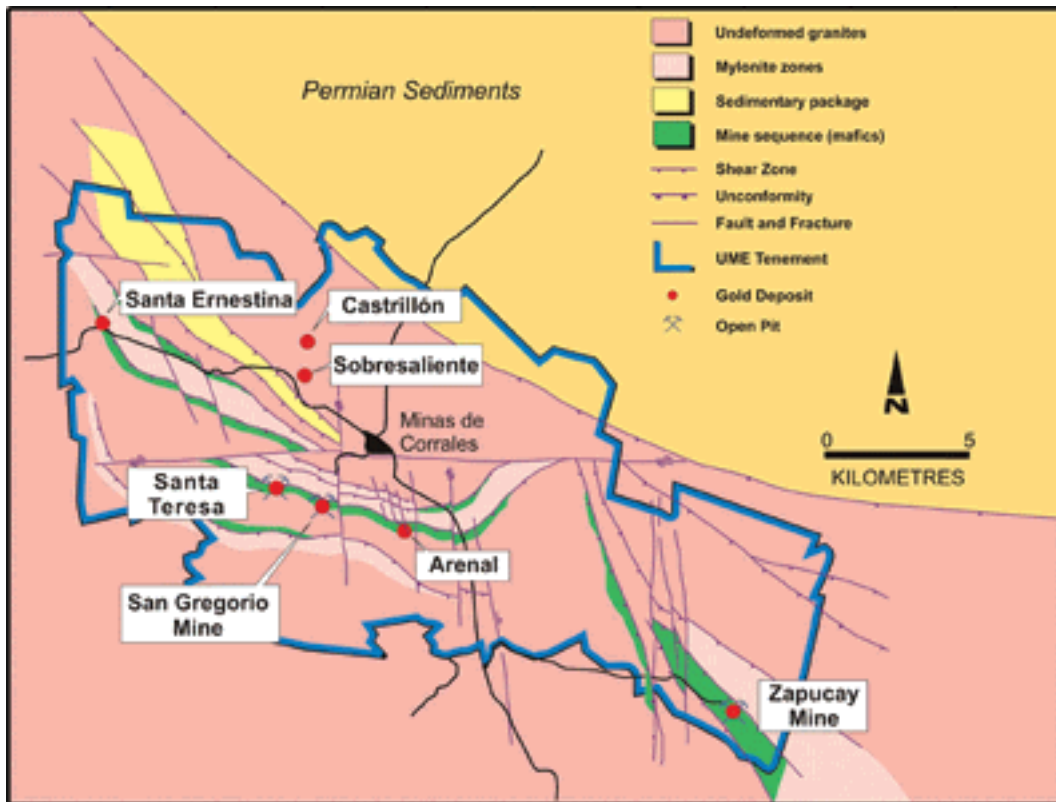 Permian Sediments
Undeformed granites
Mylonite zones
Sedimentary package
Mine sequence (mafics)
Shear Zone
Unconformity
Fault and Fracture
UME Tenement
Gold Deposit
Open Pit
Santa Ernestina
Castrillón
Sobresaliente
Minas de
Corrales
N
0 5
KILOMETRES
Santa
Teresa
Arenal
San Gregorio
Mine
Zapucay
Mine